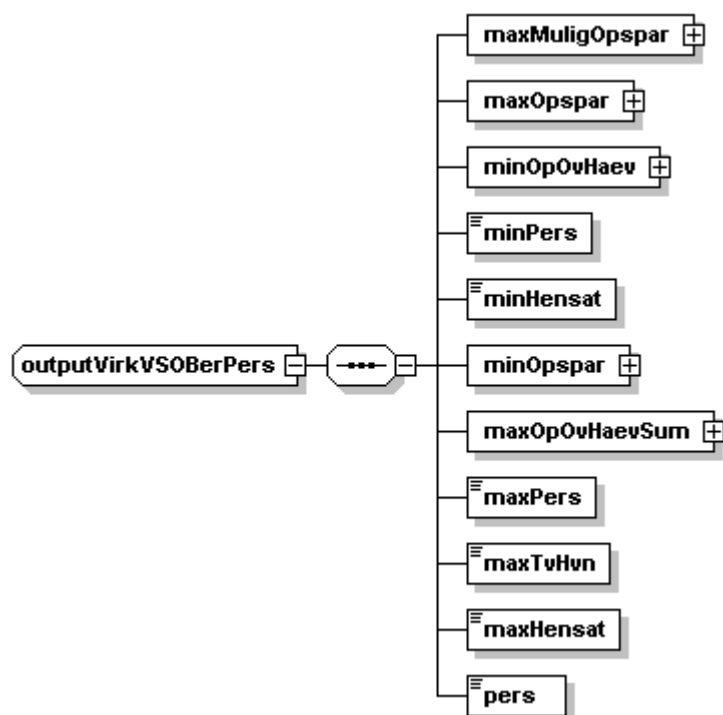 maxMuligOpspar
maxOpspar
minOpOvHaev
minPers
minHensat
outputVirkVSOBerPers
minOpspar
maxOpOvHaevSum
maxPers
maxTvHvn
maxHensat
pers